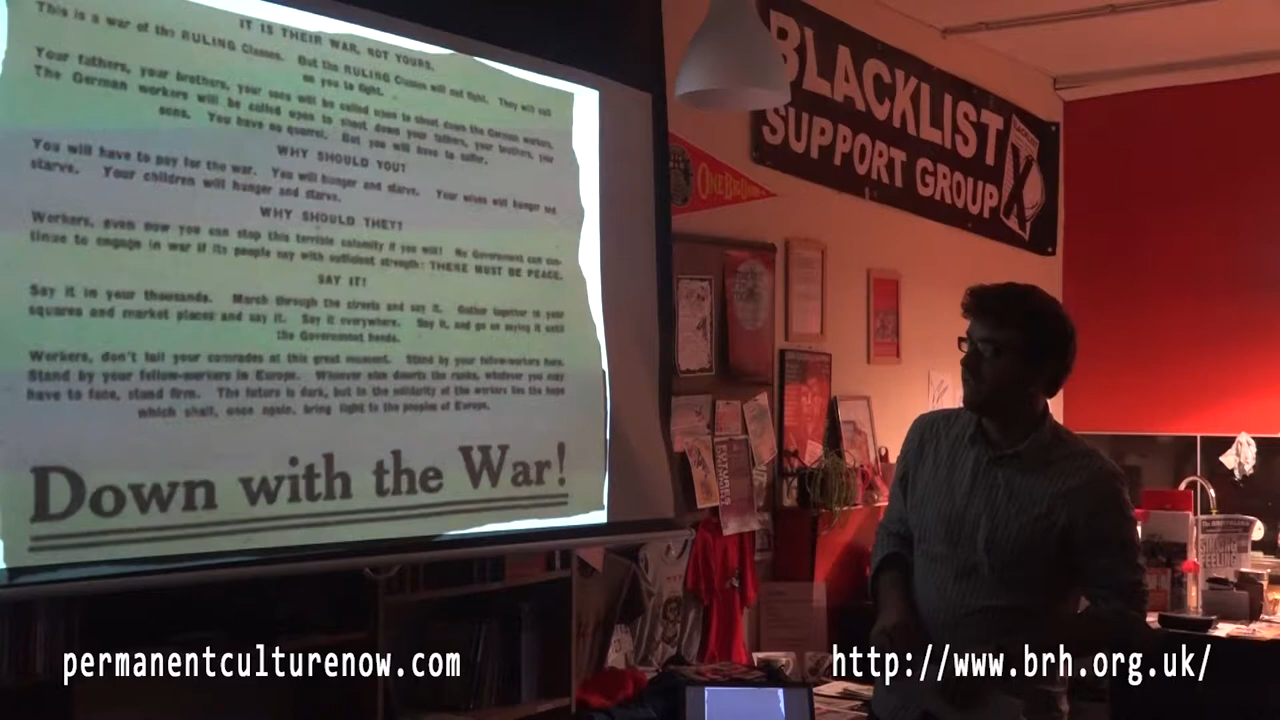 IT IS THEIR WAR, NOT YOURS.
This is a war of the RULING Classes. But the RULING Classes will not fight. They will call
on you to fight.
Your fathers, your brothers, your sons will be called upon to shoot down the German workers.
The German workers will be called upon to shoot down your fathers, your brothers, your
sons. You have no quarrel. But you will have to suffer.
WHY SHOULD YOU?
You will have to pay for the war. You will hunger and starve. Your wives will hunger and
starve. Your children will hunger and starve.
WHY SHOULD THEY?
Workers, even now you can stop this terrible calamity if you will! No Government can con-
tinue to engage in war if its people say with sufficient strength: THERE MUST BE PEACE.
SAY IT!
Say it in your thousands. March through the streets and say it. Gather together in your
squares and market places and say it. Say it everywhere. Say it, and go on saying it until
the Government heeds.
Workers, don't fail your comrades at this great moment. Stand by your fellow-workers here.
Stand by your fellow-workers in Europe. Whoever else deserts the ranks, whatever you may
have to face, stand firm. The future is dark, but in the solidarity of the workers lies the hope
which shall, once again, bring light to the peoples of Europe.
Down with the War!
BLACKLIST
SUPPORT GROUP
ONE BIG UNION
permanentculturenow.com
http://www.brh.org.uk/